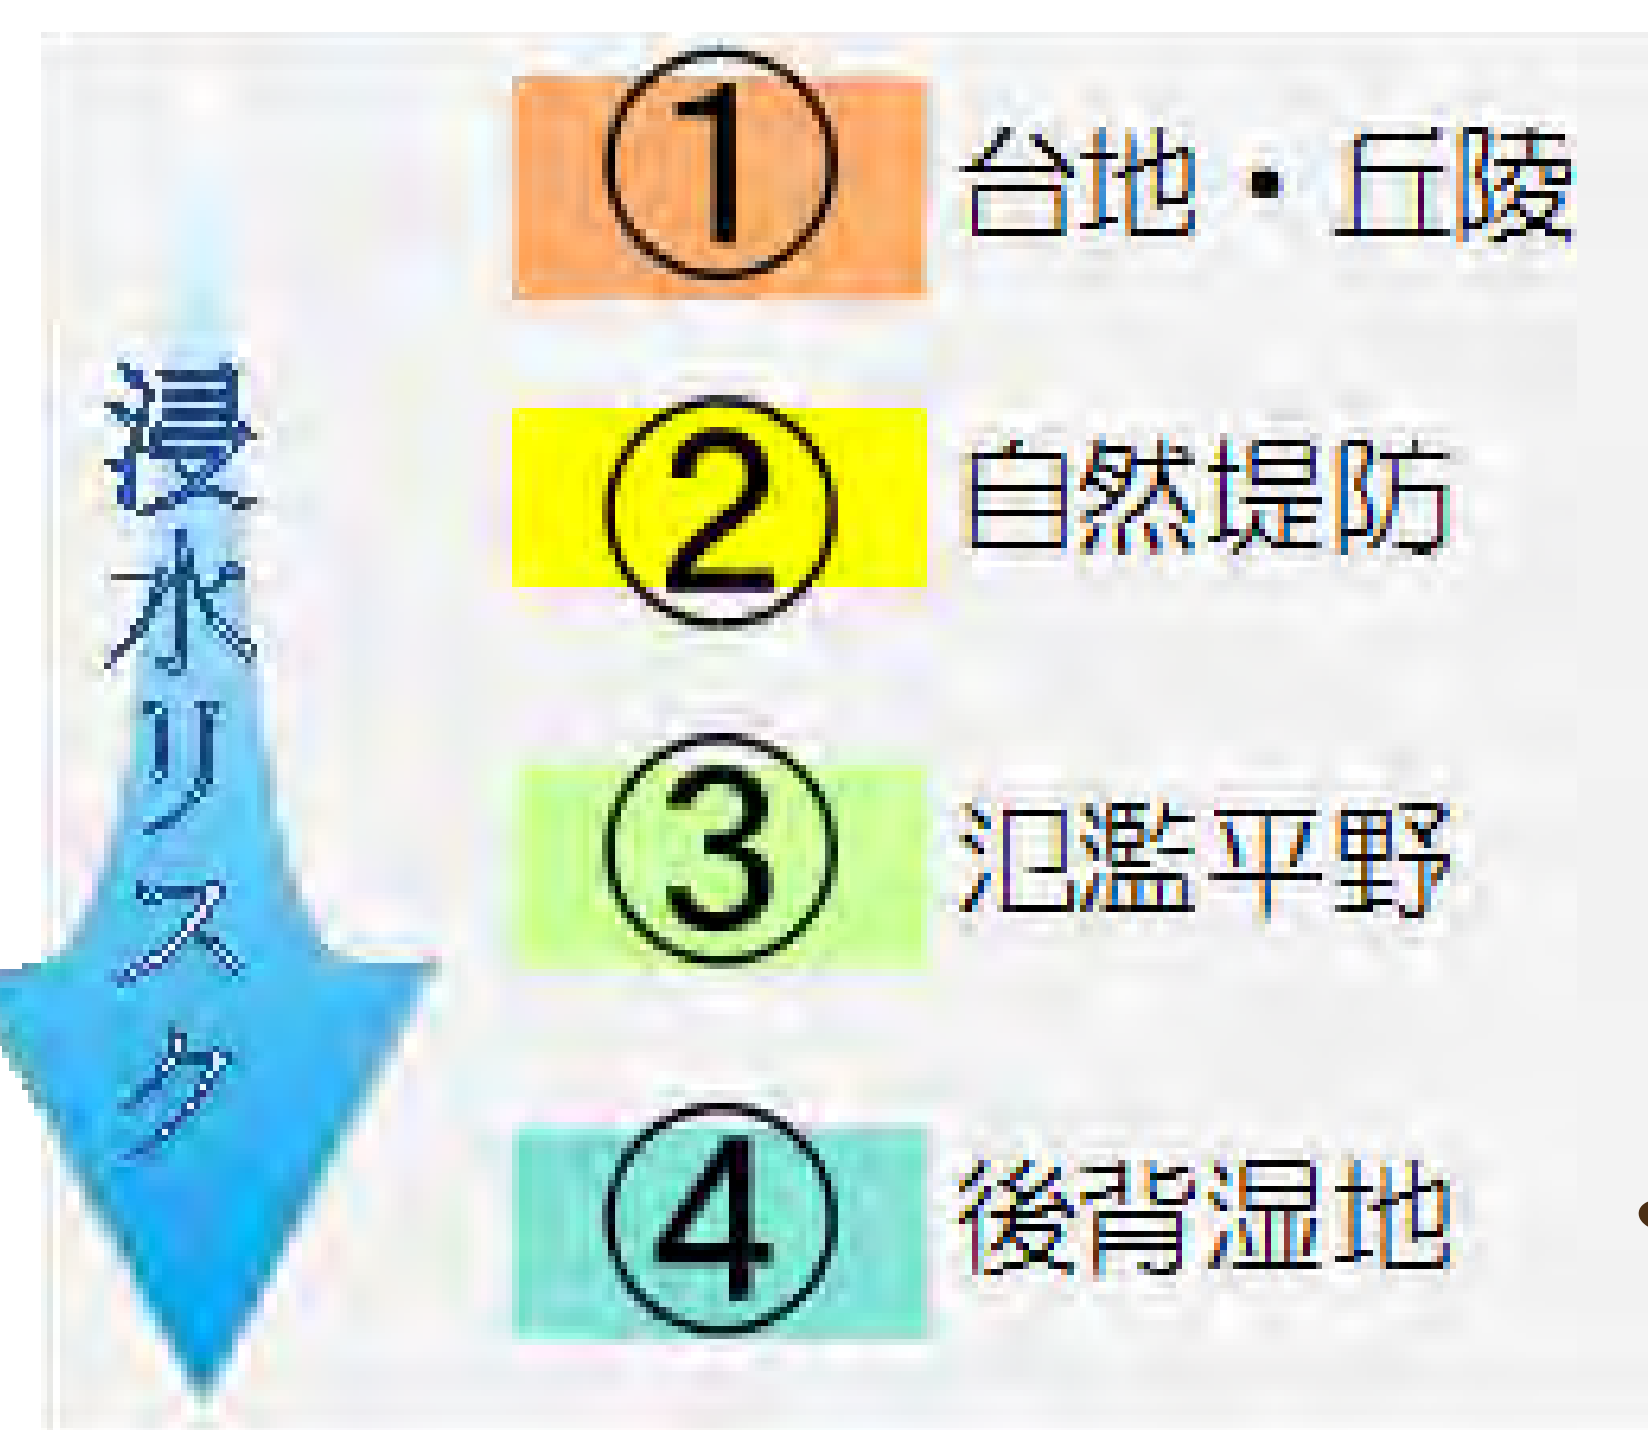 浸水リスク
① 台地・丘陵
② 自然堤防
③ 氾濫平野
④ 後背湿地